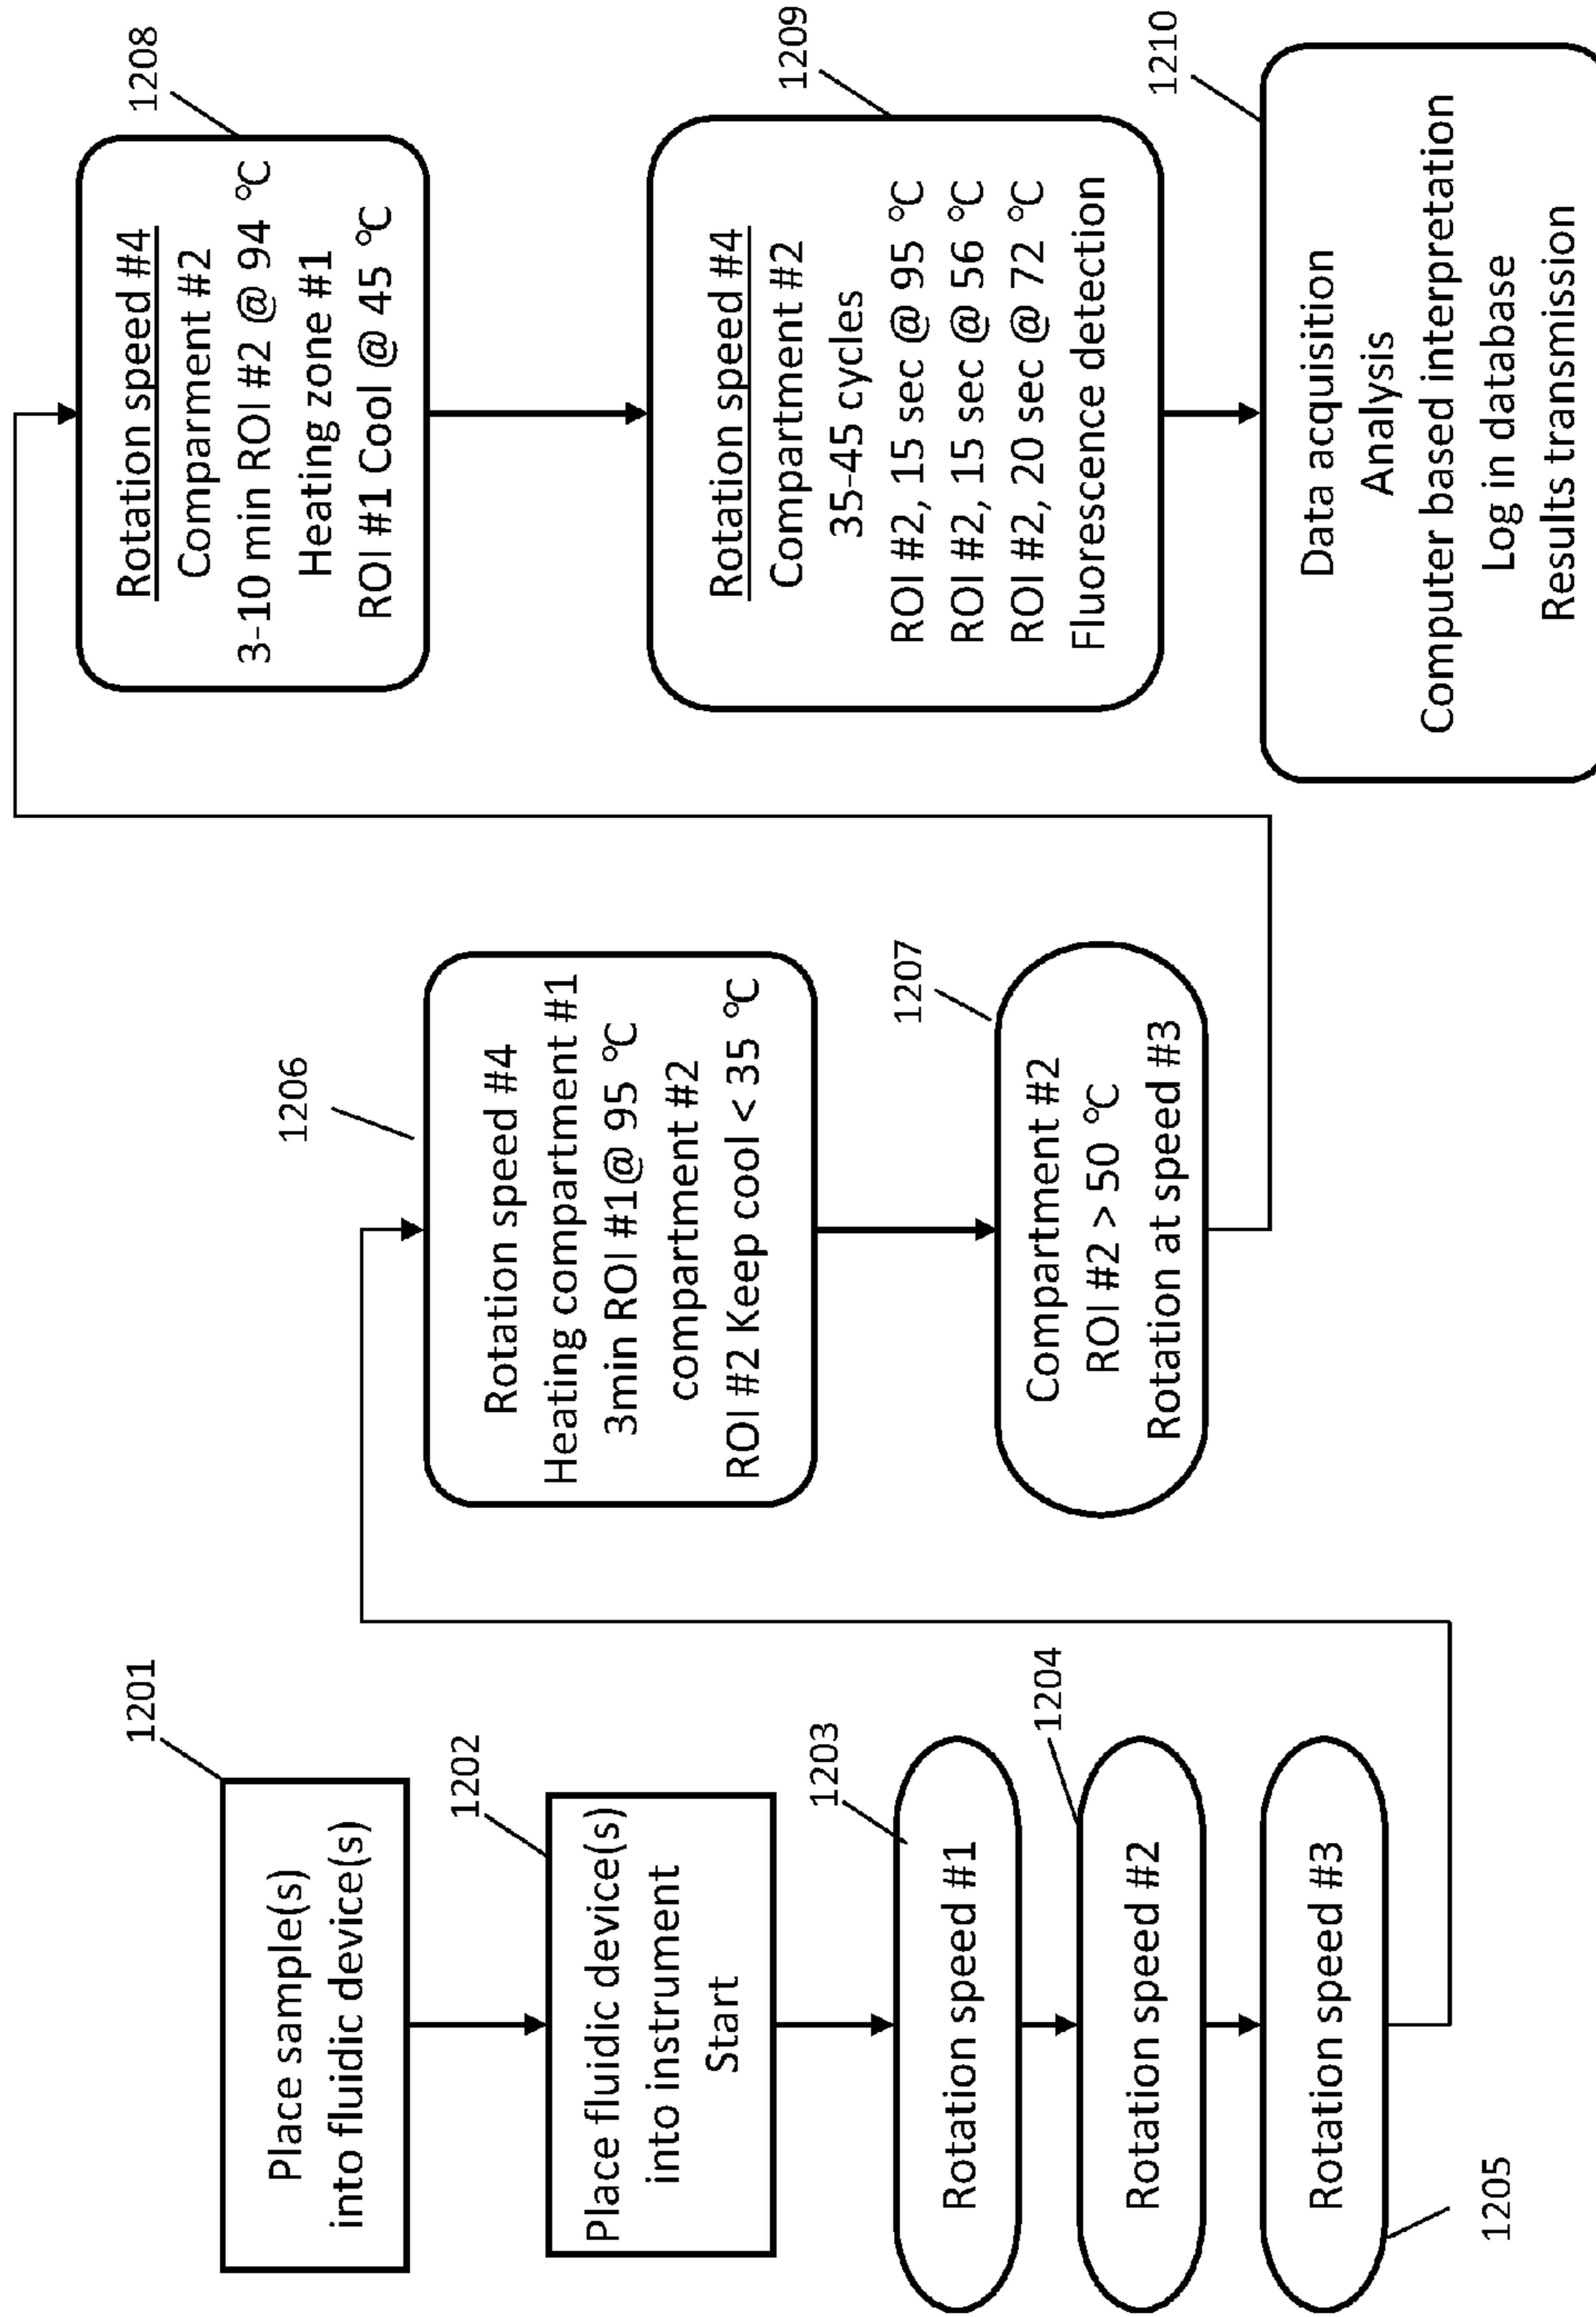 1201
Place sample(s)
into fluidic device(s)
1202
Place fluidic device(s)
into instrument
Start
1203
Rotation speed #1
1204
Rotation speed #2
Rotation speed #3
1205
1206
Rotation speed #4
Heating compartment #1
3min ROI #1@ 95 °C
compartment #2
ROI #2 Keep cool < 35 °C
1207
Compartment #2
ROI #2 > 50 °C
Rotation at speed #3
1208
Rotation speed #4
Comparment #2
3-10 min ROI #2 @ 94 °C
Heating zone #1
ROI #1 Cool @ 45 °C
1209
Rotation speed #4
Compartment #2
35-45 cycles
ROI #2, 15 sec @ 95 °C
ROI #2, 15 sec @ 56 °C
ROI #2, 20 sec @ 72 °C
Fluorescence detection
1210
Data acquisition
Analysis
Computer based interpretation
Log in database
Results transmission